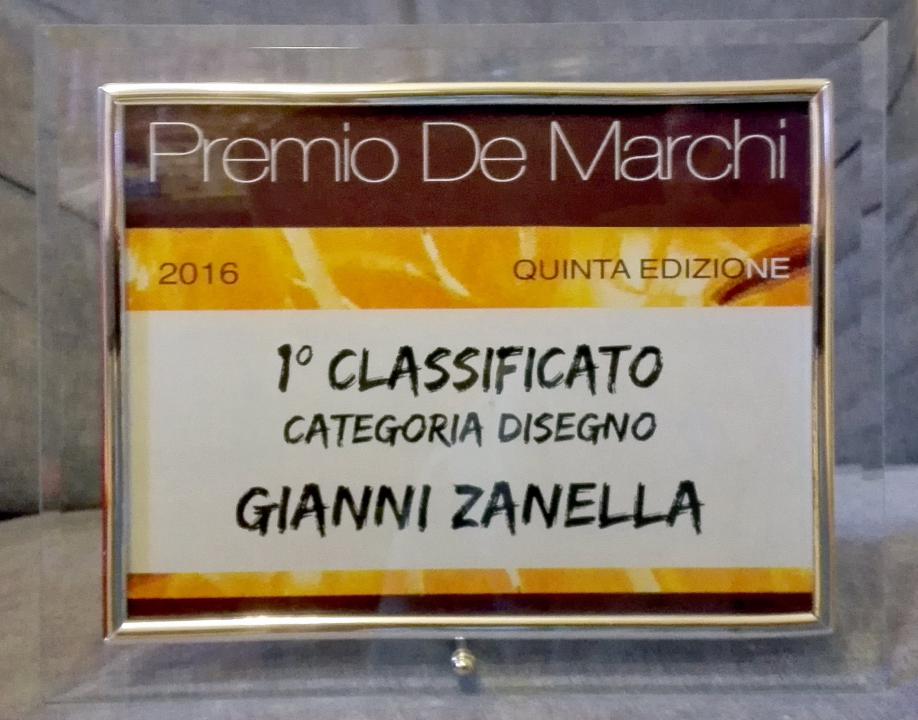 Premio De Marchi
2016 QUINTA EDIZIONE
1° CLASSIFICATO
CATEGORIA DISEGNO
GIANNI ZANELLA